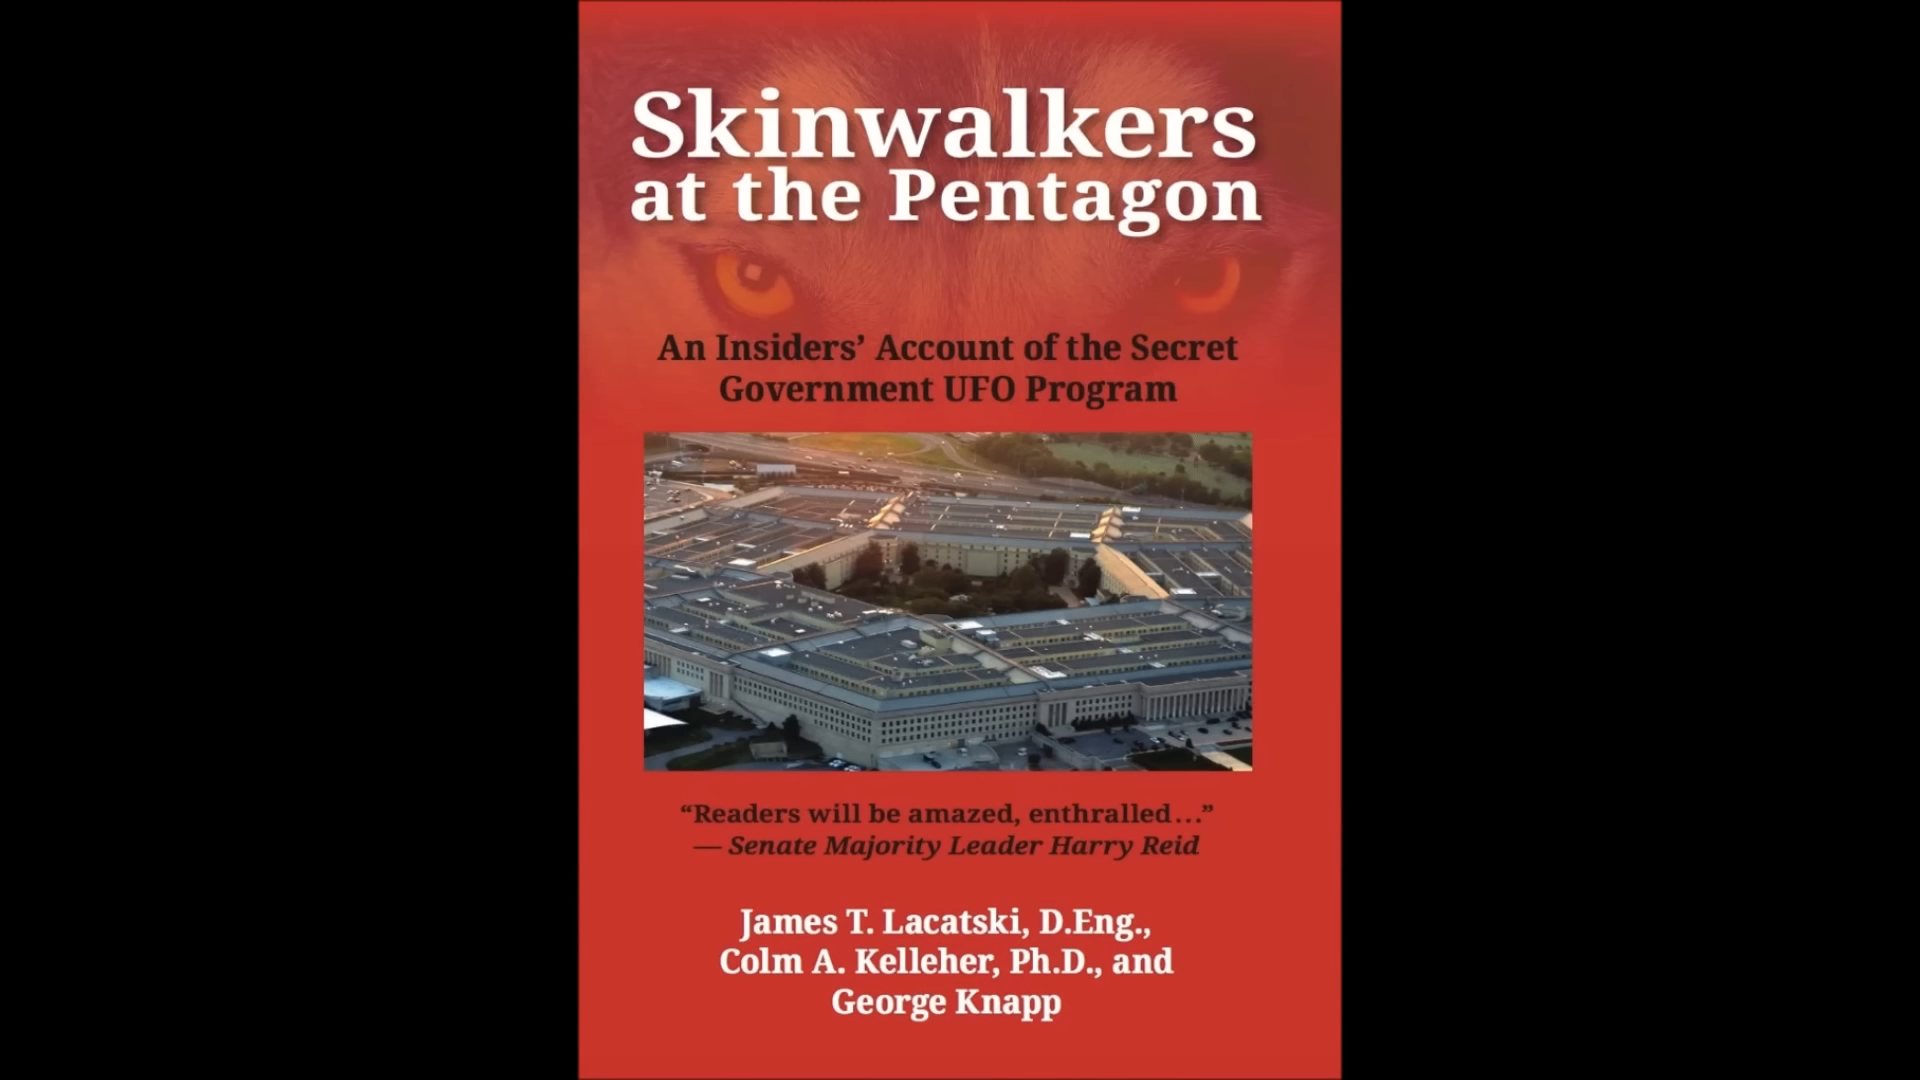 Skinwalkers
at the Pentagon
An Insiders’ Account of the Secret
Government UFO Program
“Readers will be amazed, enthralled...”
— Senate Majority Leader Harry Reid
James T. Lacatski, D.Eng.,
Colm A. Kelleher, Ph.D., and
George Knapp